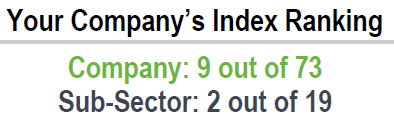 Your Company’s Index Ranking
Company: 9 out of 73
Sub-Sector: 2 out of 19